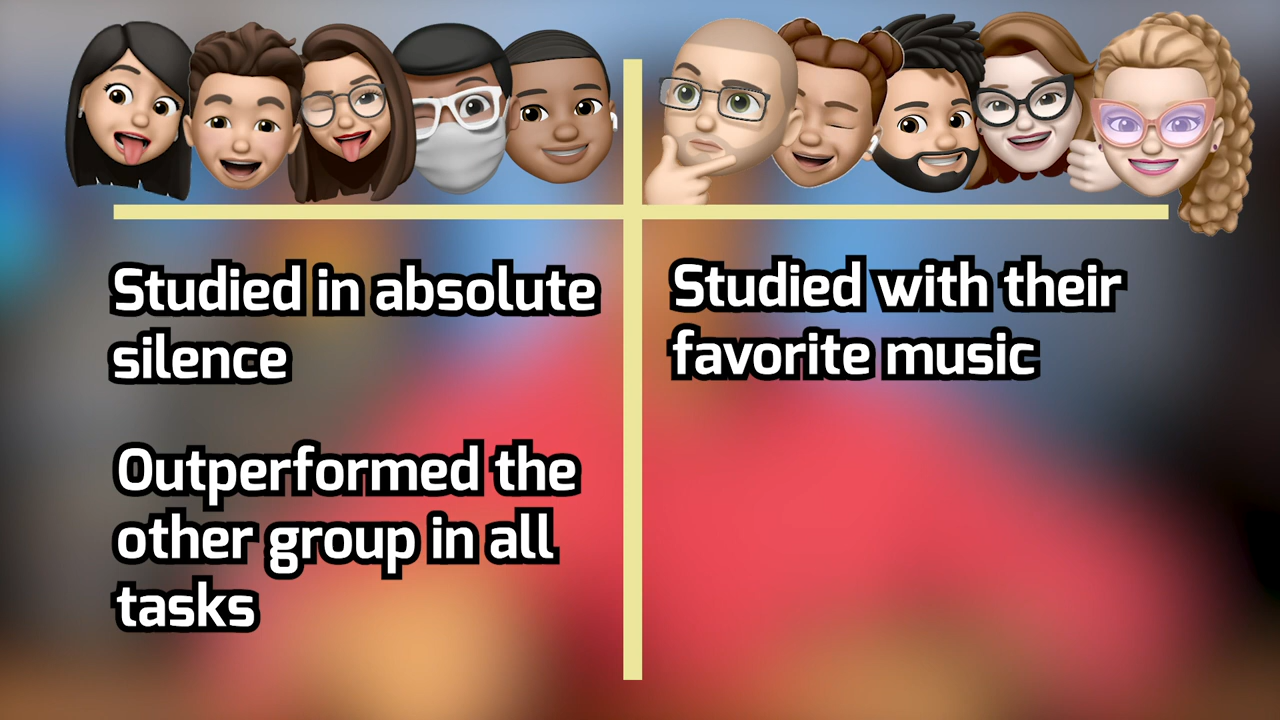 Studied in absolute
silence
Outperformed the
other group in all
tasks
Studied with their
favorite music